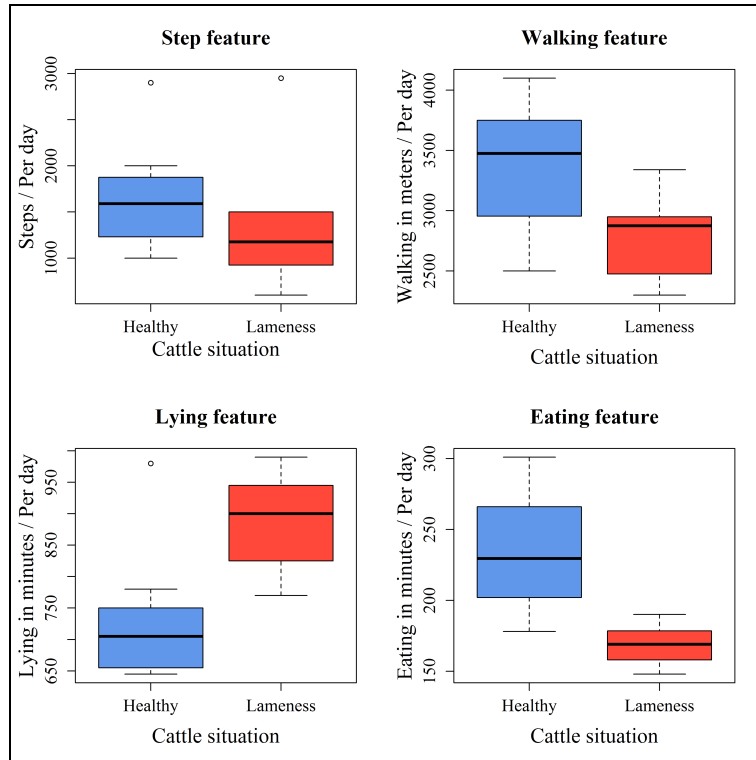 Step feature
Steps / Per day
3000
2000
1000
Healthy
Lameness
Cattle situation
Walking feature
Walking in meters / Per day
4000
3500
3000
2500
Healthy
Lameness
Cattle situation
Lying feature
Lying in minutes / Per day
950
850
750
650
Healthy
Lameness
Cattle situation
Eating feature
Eating in minutes / Per day
300
250
200
150
Healthy
Lameness
Cattle situation